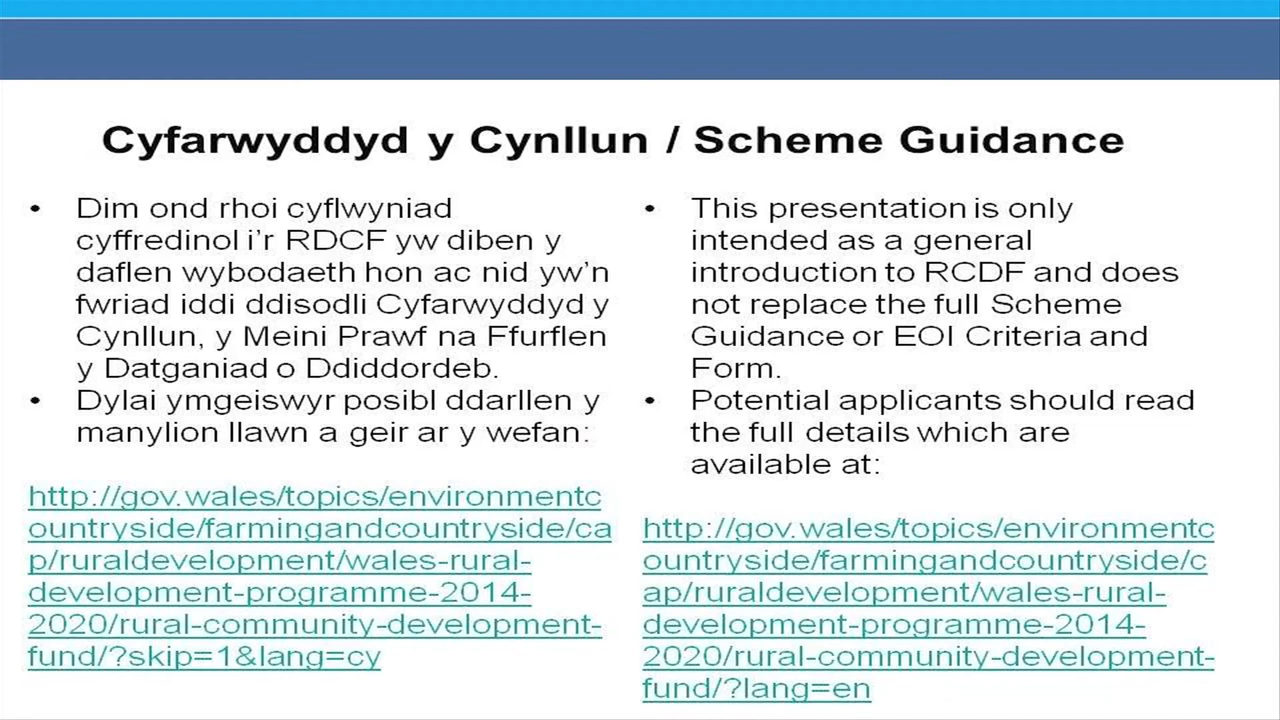 Cyfarwyddyd y Cynllun / Scheme Guidance
• Dim ond rhoi cyflwyniad
cyffredinol i'r RDCF yw diben y
daflen wybodaeth hon ac nid yw'n
fwriad iddi ddisodli Cyfarwyddyd y
Cynllun, y Meini Prawf na Ffurflen
y Datganiad o Ddiddordeb.
• Dylai ymgeiswyr posibl ddarllen y
manylion llawn a geir ar y wefan:
http://gov.wales/topics/environmentc
ountryside/farmingandcountryside/ca
p/ruraldevelopment/wales-rural-
development-programme-2014-
2020/rural-community-development-
fund/?skip=1&lang=cy
• This presentation is only
intended as a general
introduction to RCDF and does
not replace the full Scheme
Guidance or EOI Criteria and
Form.
• Potential applicants should read
the full details which are
available at:
http://gov.wales/topics/environmentc
ountryside/farmingandcountryside/c
ap/ruraldevelopment/wales-rural-
development-programme-2014-
2020/rural-community-development-
fund/?lang=en